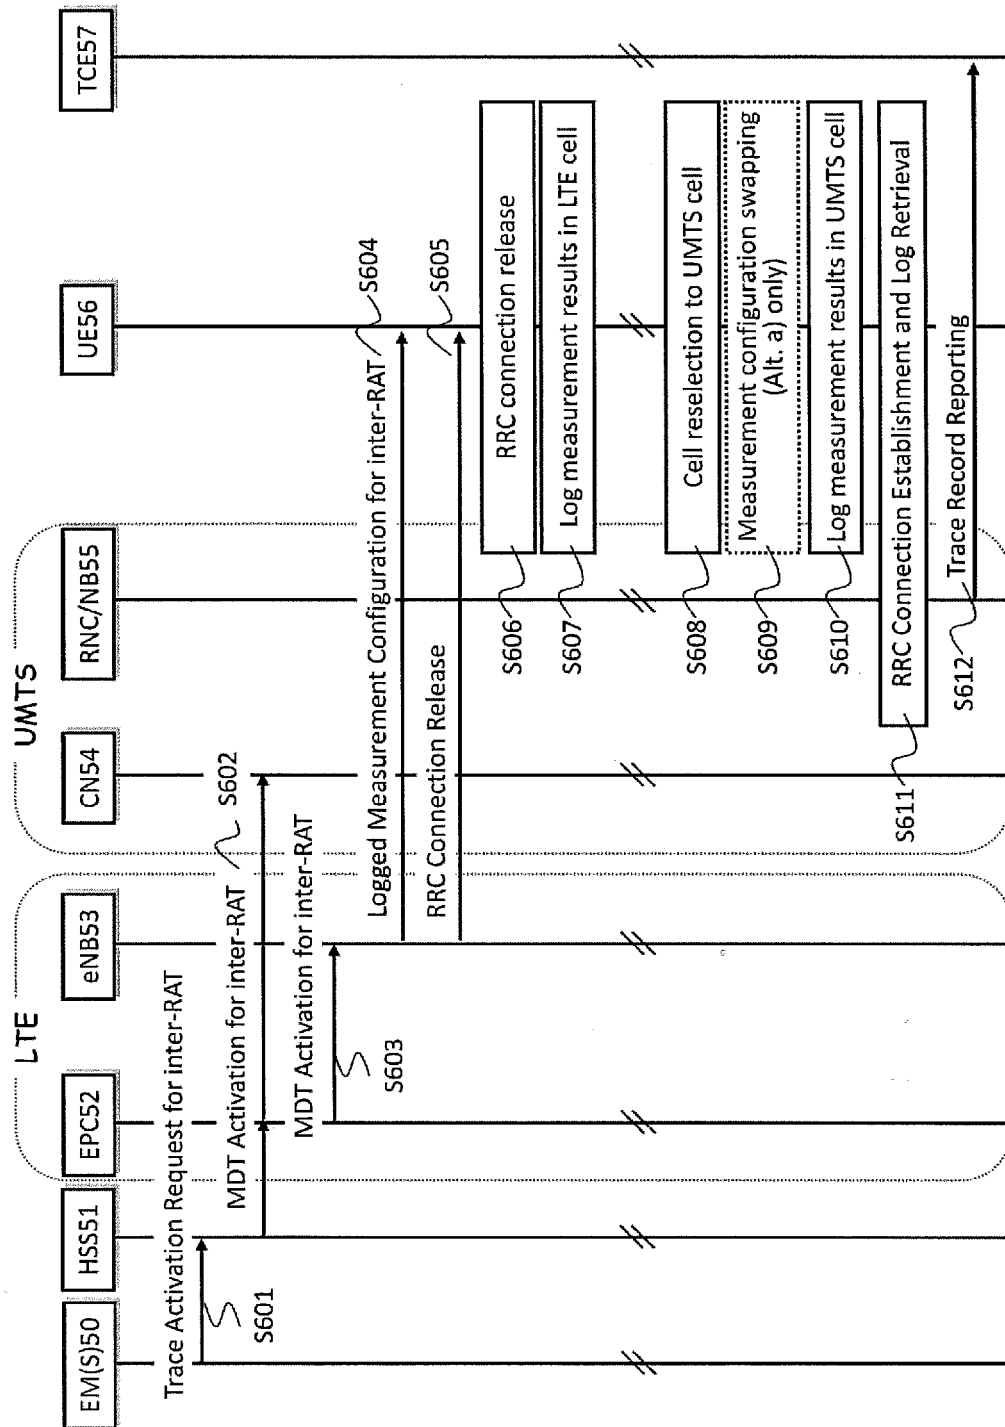 LTE
UMTS
EM(S)50
HSS51
EPC52
eNB53
CN54
RNC/NB55
UE56
TCE57
Trace Activation Request for inter-RAT
S601
MDT Activation for inter-RAT
S602
MDT Activation for inter-RAT
S603
Logged Measurement Configuration for inter-RAT
S604
RRC Connection Release
S605
RRC connection release
S606
Log measurement results in LTE cell
S607
Cell reselection to UMTS cell
S608
Measurement configuration swapping
(Alt. a) only)
S609
Log measurement results in UMTS cell
S610
RRC Connection Establishment and Log Retrieval
S611
Trace Record Reporting
S612